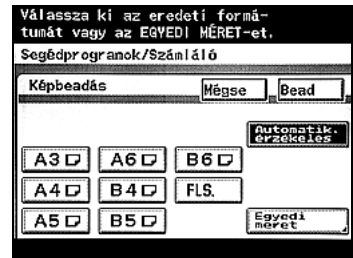 Válassza ki az eredeti formá-
tumát vagy az EGYEDI MÉRET-et.
Segédprogranok/Számláló
Képbeadás
Mégse
Bead
Automatik.
érzékelés
A3
A6
B6
A4
B4
FLS.
A5
B5
Egyedi
méret